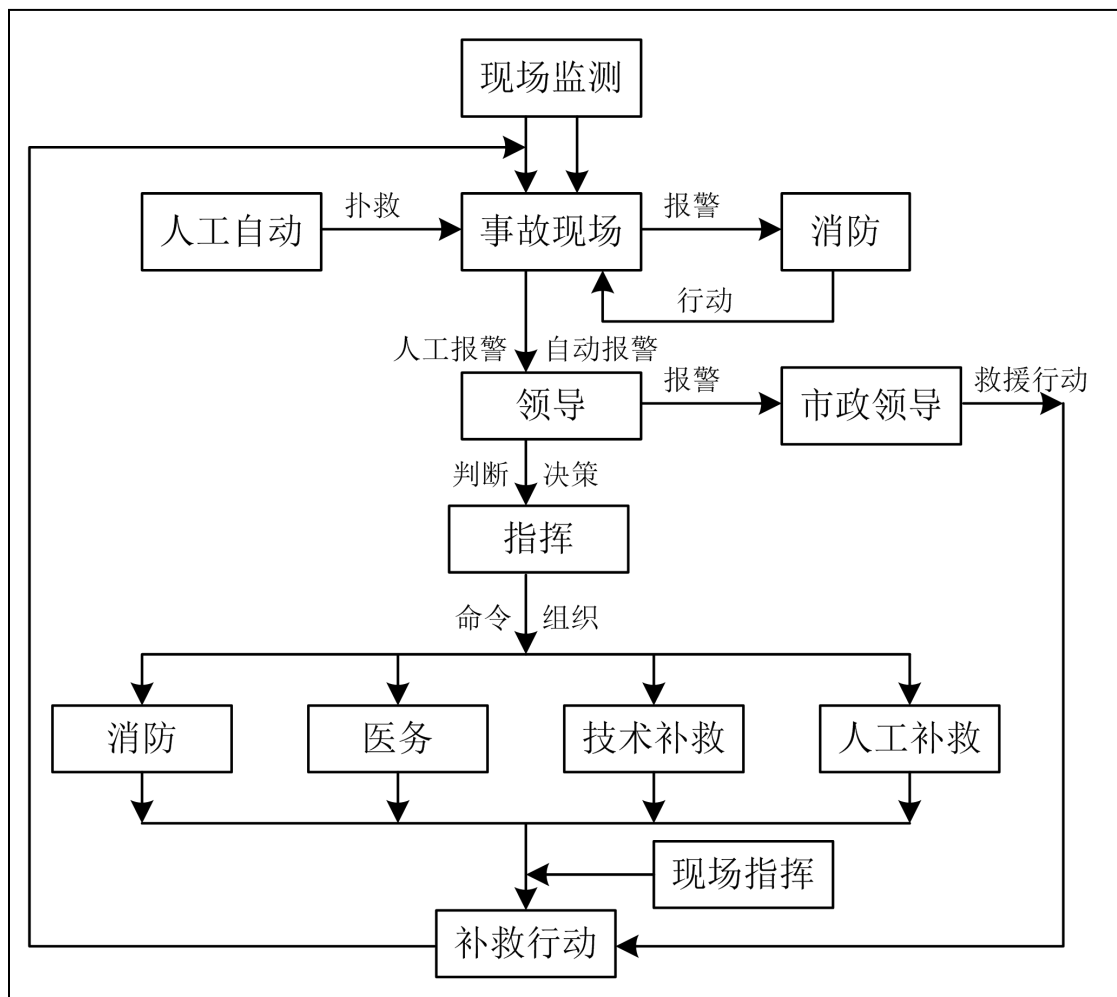 现场监测
扑救
报警
人工自动
事故现场
消防
行动
人工报警
自动报警
报警
救援行动
领导
市政领导
判断
决策
指挥
命令
组织
消防
医务
技术补救
人工补救
现场指挥
补救行动